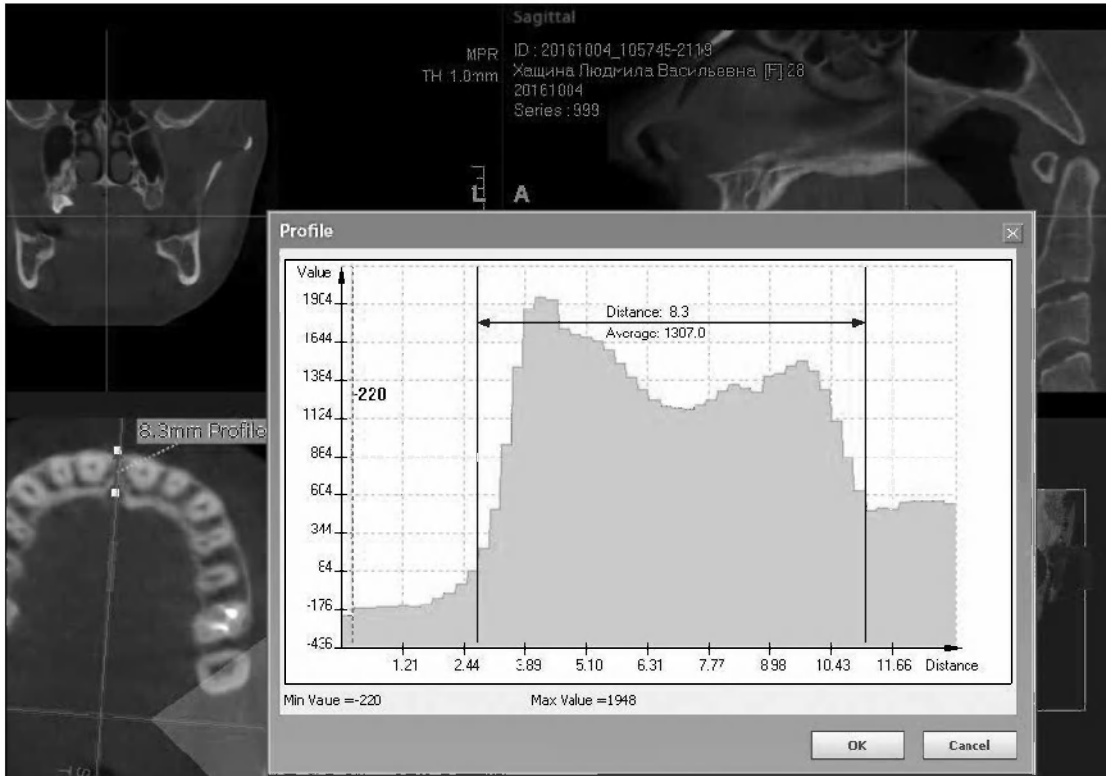 Sagittal
MPR
TH 1.0mm
ID : 20161004_105745-2119
Хащина Людмила Васильевна [F] 28
20161004
Series : 999
L
A
Profile
Value
1904
1644
1384
1124
864
604
344
84
-176
-436
-220
Distance: 8.3
Average: 1307.0
1.21 2.44 3.89 5.10 6.31 7.77 8.98 10.43 11.66 Distance
Min Vaue =-220 Max Value =1948
OK Cancel
8.3mm Profile